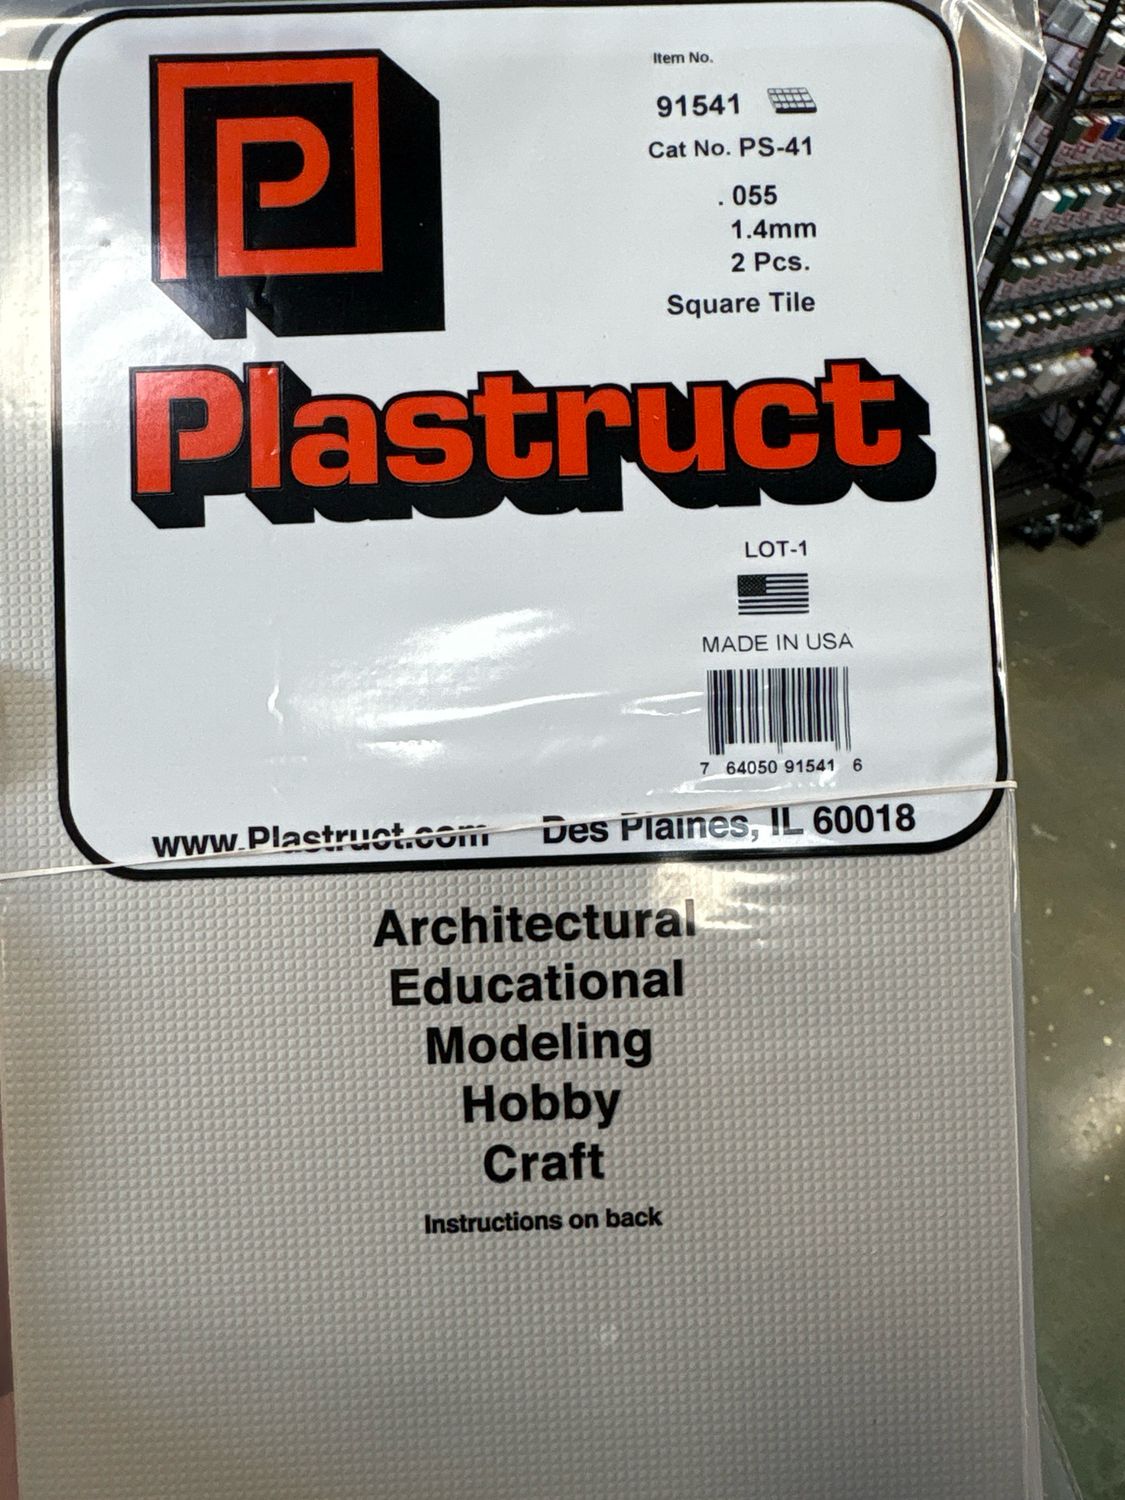 Item No.
91541
Cat No. PS-41
. 055
1.4mm
2 Pcs.
Square Tile
Plastruct
LOT-1
MADE IN USA
7 64050 91541 6
www.Plastruct.com Des Plaines, IL 60018
Architectural
Educational
Modeling
Hobby
Craft
Instructions on back